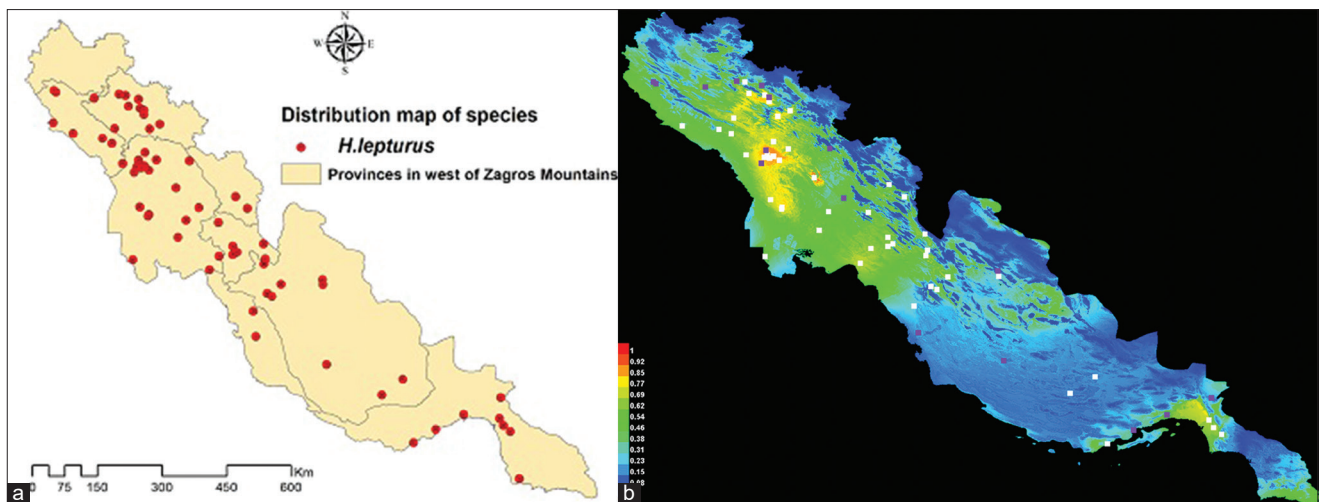 N
W E
S
Distribution map of species
H.lepturus
Provinces in west of Zagros Mountains
Km
0 75 150 300 450 600
a
1
0.92
0.85
0.77
0.69
0.62
0.54
0.46
0.38
0.31
0.23
0.15
0.08
b